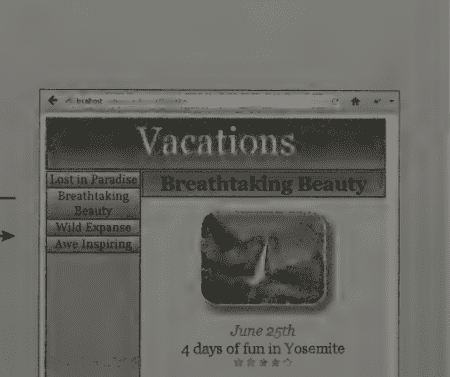 localhost
Vacations
Lost in Paradise
Breathtaking
Beauty
Wild Expanse
Awe Inspiring
Breathtaking Beauty
June 25th
4 days of fun in Yosemite